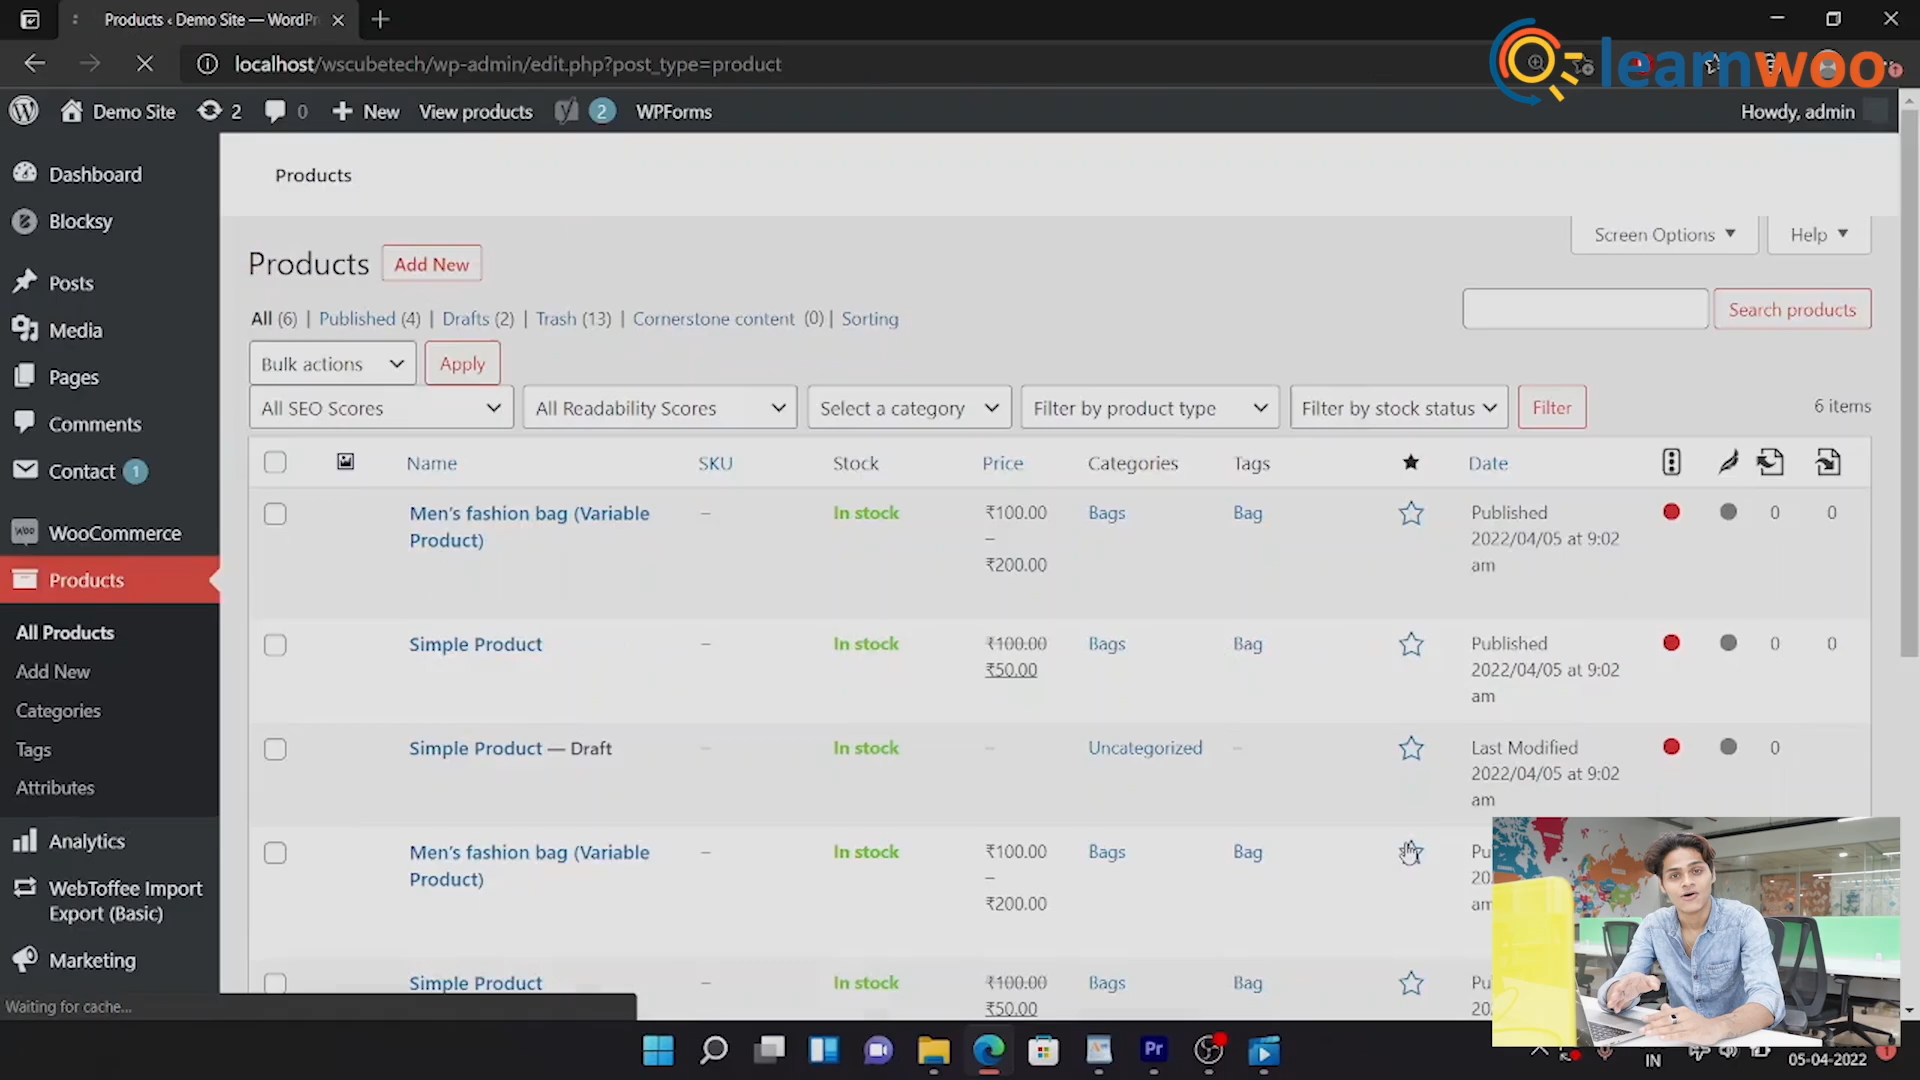 Products ‹ Demo Site — WordPr
localhost/wscubetech/wp-admin/edit.php?post_type=product
learnwoo
Demo Site 2 0 New View products 2 WPForms
Howdy, admin
Dashboard
Blocksy
Posts
Media
Pages
Comments
Contact 1
WooCommerce
Products
All Products
Add New
Categories
Tags
Attributes
Analytics
WebToffee Import
Export (Basic)
Marketing
Waiting for cache...
Products
Screen Options Help
Products Add New
All (6) | Published (4) | Drafts (2) | Trash (13) | Cornerstone content (0) | Sorting
Search products
Bulk actions Apply
All SEO Scores All Readability Scores Select a category Filter by product type Filter by stock status Filter
6 items
Name SKU Stock Price Categories Tags Date
Men's fashion bag (Variable – In stock ₹100.00 Bags Bag Published 0 0
Product) – 2022/04/05 at 9:02
₹200.00 am
Simple Product – In stock ₹100.00 Bags Bag Published 0 0
₹50.00 2022/04/05 at 9:02
am
Simple Product — Draft – In stock – Uncategorized – Last Modified 0
2022/04/05 at 9:02
am
Men's fashion bag (Variable – In stock ₹100.00 Bags Bag Pu
Product) – 20
₹200.00 am
Simple Product – In stock ₹100.00 Bags Bag Pu
₹50.00 20
Pr
IN
05-04-2022
1